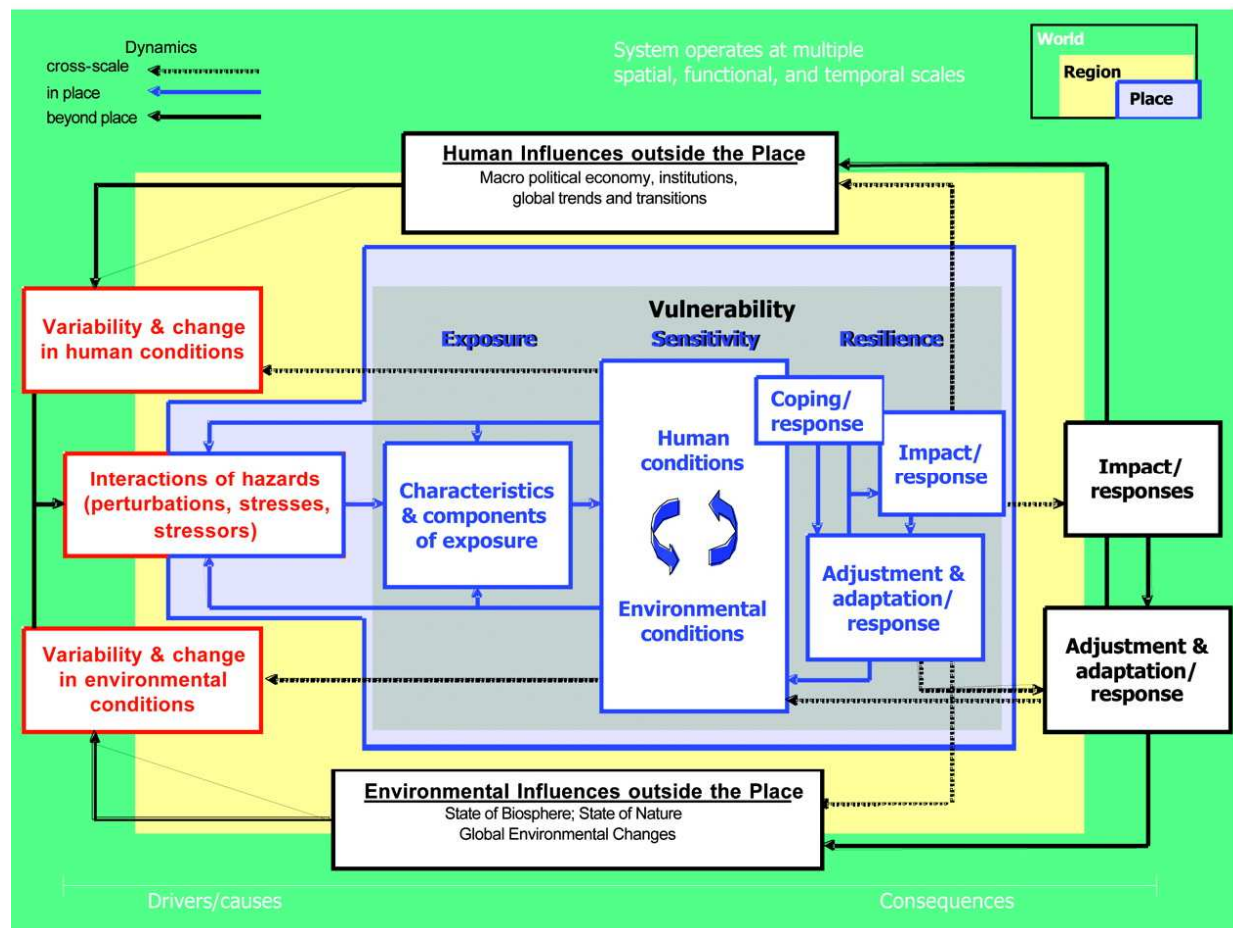 Dynamics
cross-scale
in place
beyond place
System operates at multiple
spatial, functional, and temporal scales
World
Region
Place
Human Influences outside the Place
Macro political economy, institutions,
global trends and transitions
Variability & change
in human conditions
Vulnerability
Exposure
Sensitivity
Resilience
Coping/
response
Impact/
response
Human
conditions
Environmental
conditions
Interactions of hazards
(perturbations, stresses,
stressors)
Characteristics
& components
of exposure
Adjustment &
adaptation/
response
Impact/
responses
Adjustment &
adaptation/
response
Variability & change
in environmental
conditions
Environmental Influences outside the Place
State of Biosphere; State of Nature
Global Environmental Changes
Drivers/causes
Consequences